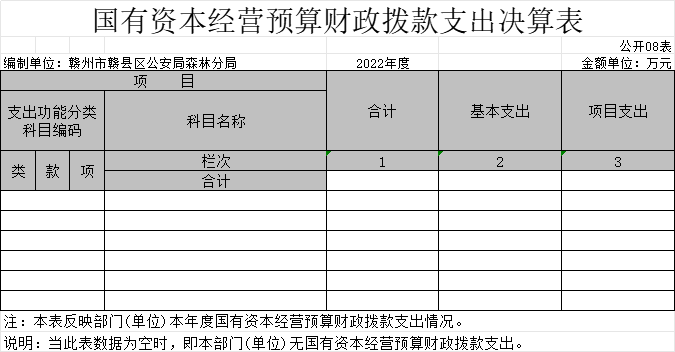 国有资本经营预算财政拨款支出决算表
公开08表
编制单位：赣州市赣县区公安局森林分局 2022年度 金额单位：万元
项 目
支出功能分类
科目编码
科目名称
合计 基本支出 项目支出
类 款 项
栏次 1 2 3
合计
注：本表反映部门(单位)本年度国有资本经营预算财政拨款支出情况。
说明：当此表数据为空时，即本部门(单位)无国有资本经营预算财政拨款支出。